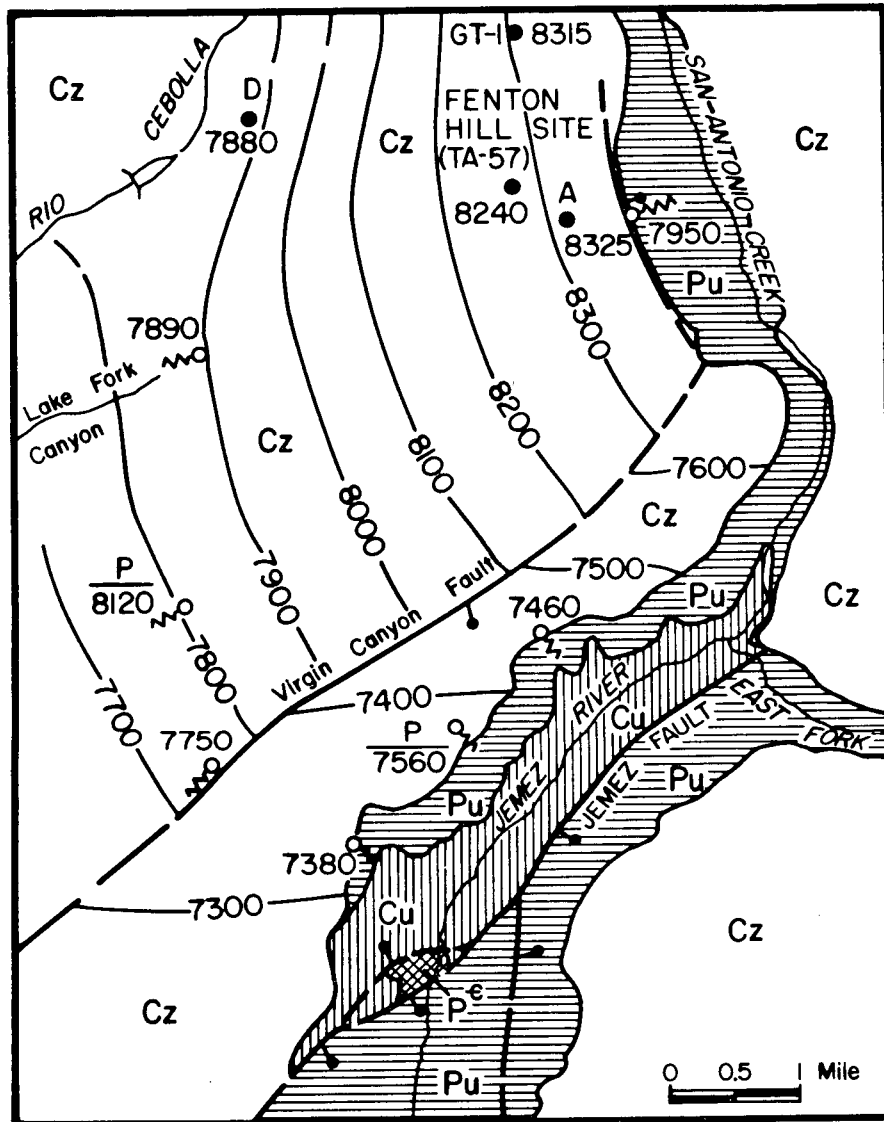 GT-1 8315
Cz
CEBOLLA
D
7880
Cz
FENTON
HILL SITE
(TA-57)
8240
A
8325
7950
SAN-ANTONIO CREEK
Cz
RIO
Pu
7890
Lake Fork
Canyon
Cz
8300
8200
8100
8000
7900
7800
7700
7600
Cz
P
8120
Virgin Canyon Fault
7500
Pu
7460
Cz
7400
7750
P
7560
RIVER
Cu
JEMEZ
EAST
FORK
JEMEZ FAULT
Pu
Pu
7380
7300
Cu
Cz
P€
Cz
Pu
0 0.5 1 Mile